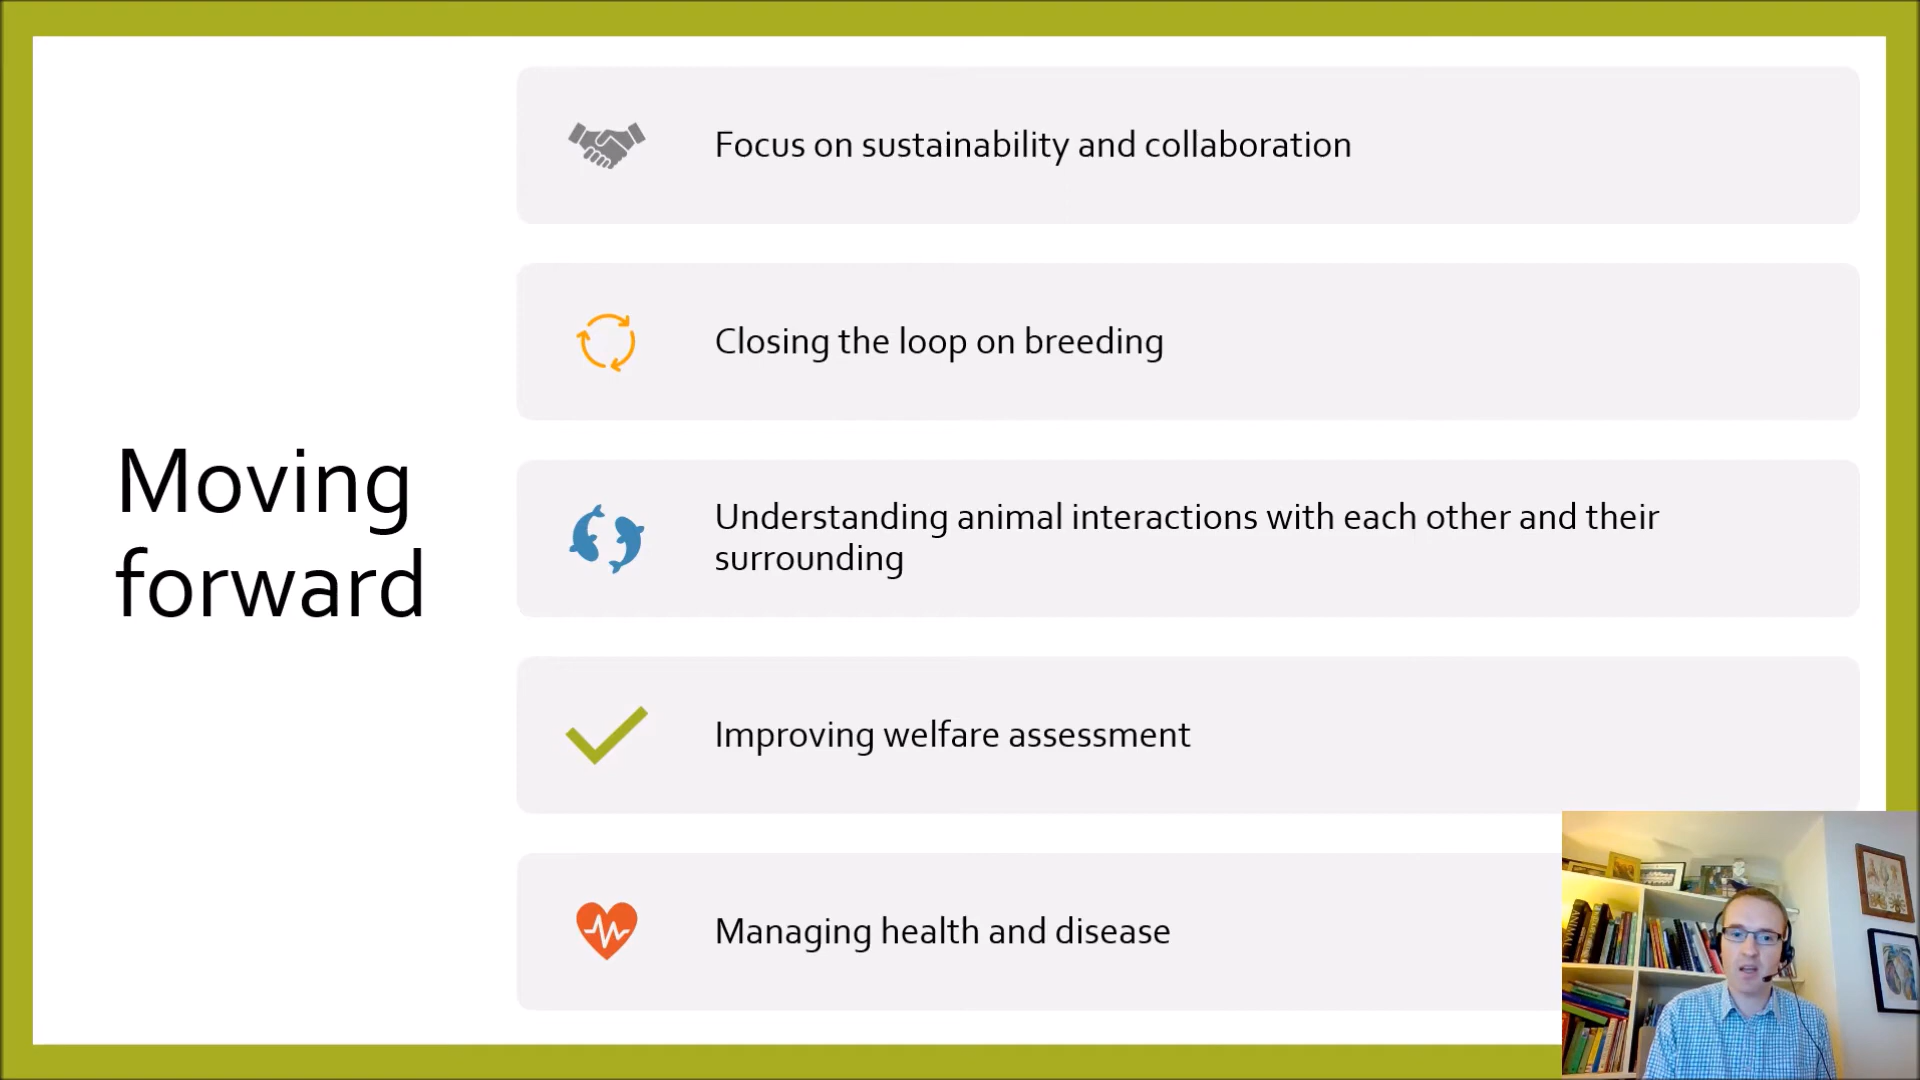 Moving
forward
Focus on sustainability and collaboration
Closing the loop on breeding
Understanding animal interactions with each other and their
surrounding
Improving welfare assessment
Managing health and disease